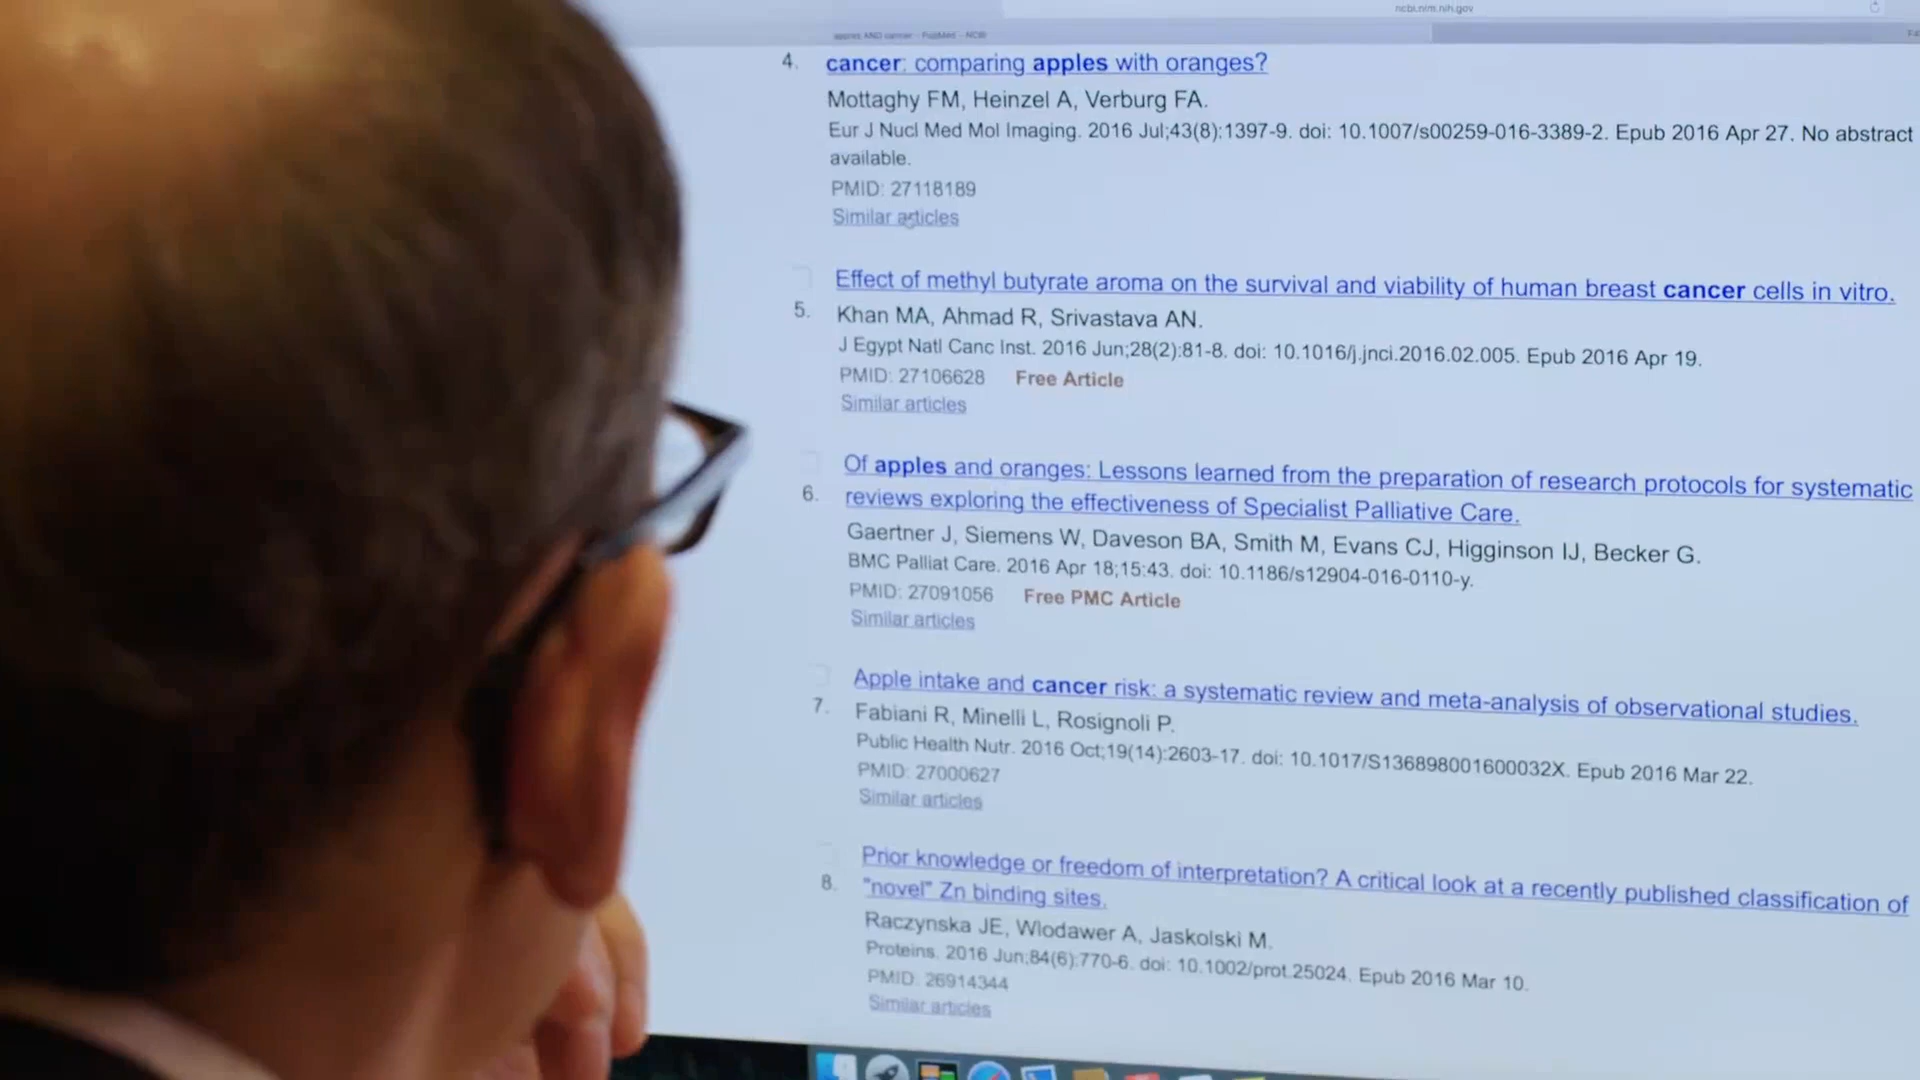 ncbi.nlm.nih.gov
apples AND cancer - PubMed - NCBI
4. cancer: comparing apples with oranges?
Mottaghy FM, Heinzel A, Verburg FA.
Eur J Nucl Med Mol Imaging. 2016 Jul;43(8):1397-9. doi: 10.1007/s00259-016-3389-2. Epub 2016 Apr 27. No abstract
available.
PMID: 27118189
Similar articles
Effect of methyl butyrate aroma on the survival and viability of human breast cancer cells in vitro.
5. Khan MA, Ahmad R, Srivastava AN.
J Egypt Natl Canc Inst. 2016 Jun;28(2):81-8. doi: 10.1016/j.jnci.2016.02.005. Epub 2016 Apr 19.
PMID: 27106628 Free Article
Similar articles
Of apples and oranges: Lessons learned from the preparation of research protocols for systematic
6. reviews exploring the effectiveness of Specialist Palliative Care.
Gaertner J, Siemens W, Daveson BA, Smith M, Evans CJ, Higginson IJ, Becker G.
BMC Palliat Care. 2016 Apr 18;15:43. doi: 10.1186/s12904-016-0110-y.
PMID: 27091056 Free PMC Article
Similar articles
Apple intake and cancer risk: a systematic review and meta-analysis of observational studies.
7. Fabiani R, Minelli L, Rosignoli P.
Public Health Nutr. 2016 Oct;19(14):2603-17. doi: 10.1017/S136898001600032X. Epub 2016 Mar 22.
PMID: 27000627
Similar articles
Prior knowledge or freedom of interpretation? A critical look at a recently published classification of
8. "novel" Zn binding sites.
Raczynska JE, Wlodawer A, Jaskolski M.
Proteins. 2016 Jun;84(6):770-6. doi: 10.1002/prot.25024. Epub 2016 Mar 10.
PMID: 26914344
Similar articles